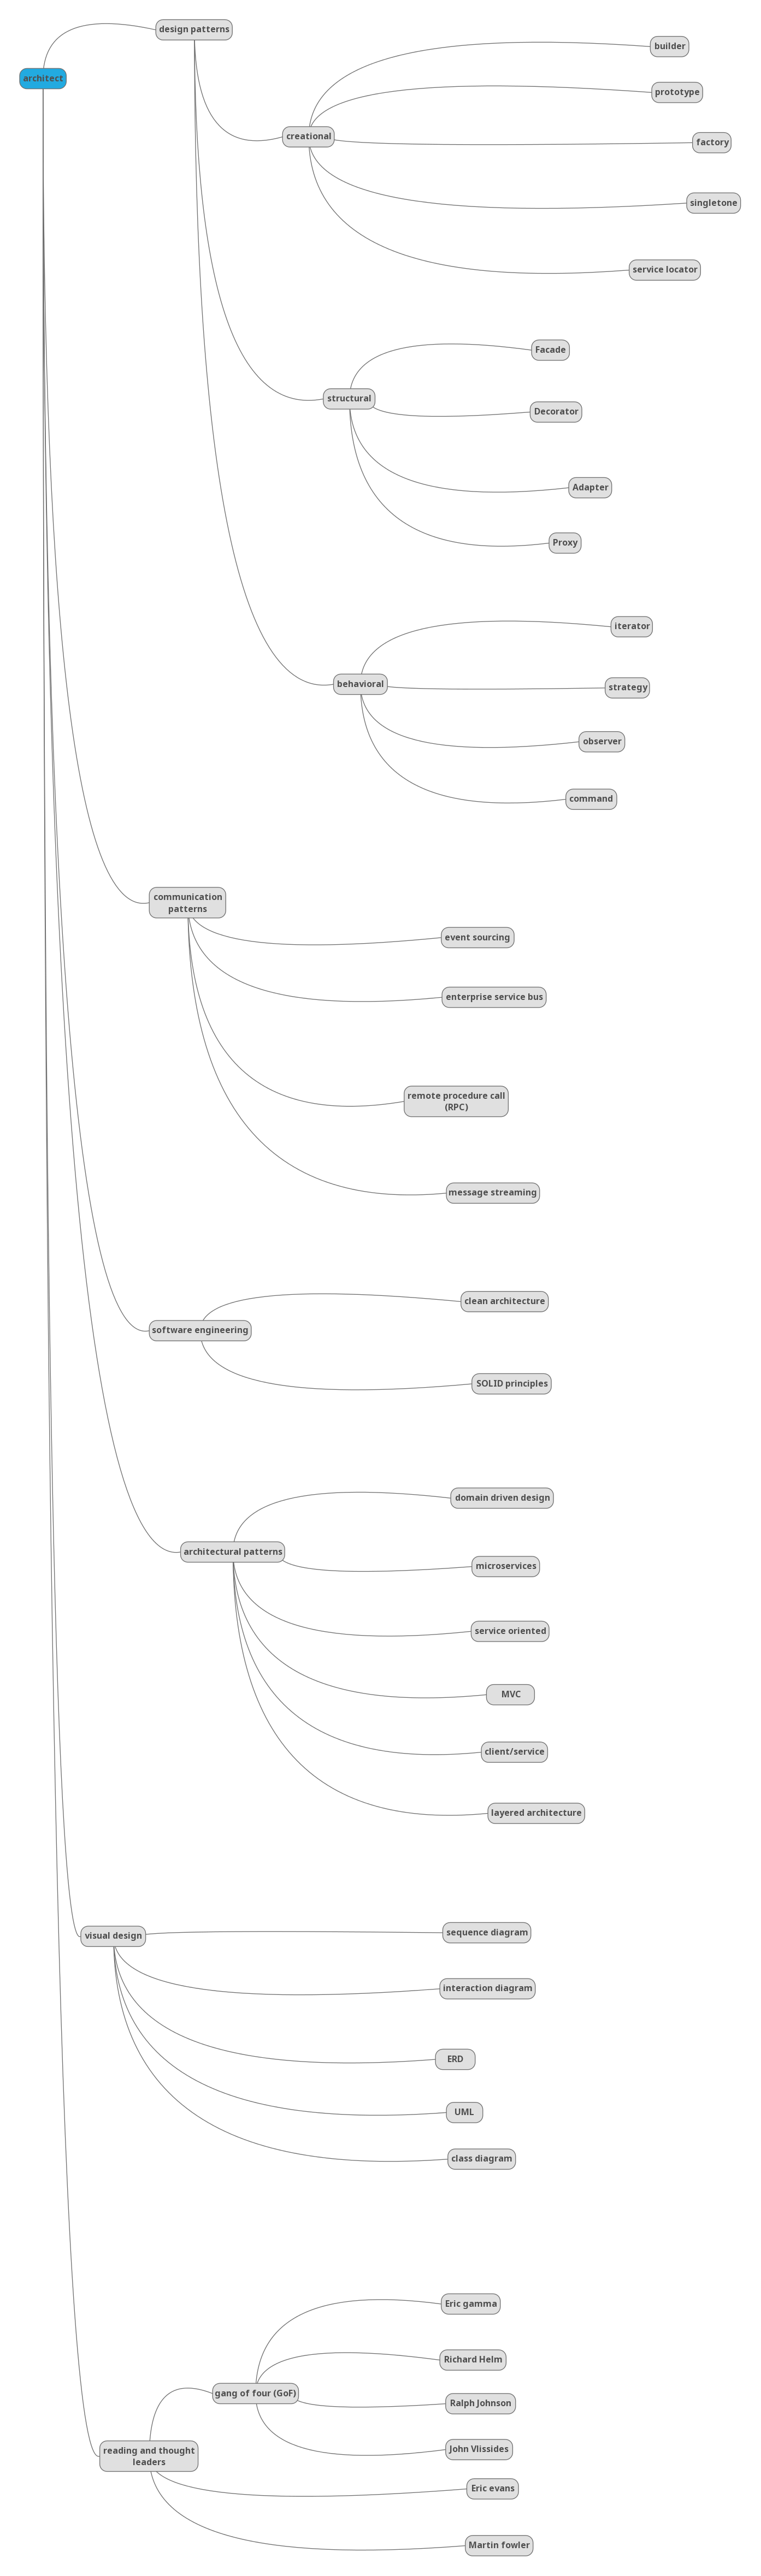 design patterns
architect
builder
prototype
creational
factory
singletone
service locator
Facade
structural
Decorator
Adapter
Proxy
iterator
behavioral
strategy
observer
command
communication
patterns
event sourcing
enterprise service bus
remote procedure call
(RPC)
message streaming
clean architecture
software engineering
SOLID principles
domain driven design
architectural patterns
microservices
service oriented
MVC
client/service
layered architecture
visual design
sequence diagram
interaction diagram
ERD
UML
class diagram
Eric gamma
Richard Helm
gang of four (GoF)
Ralph Johnson
John Vlissides
reading and thought
leaders
Eric evans
Martin fowler